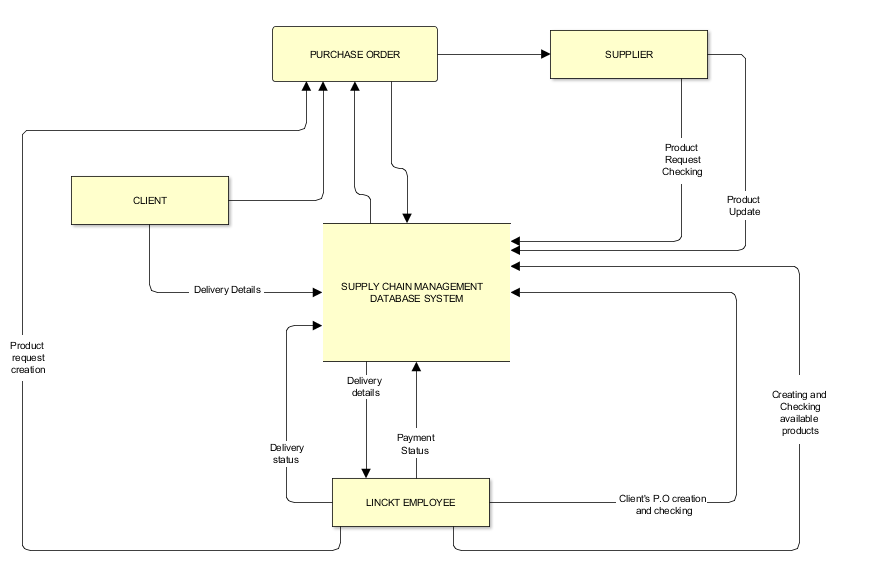 PURCHASE ORDER
SUPPLIER
Product
Request
Checking
CLIENT
Product
Update
SUPPLY CHAIN MANAGEMENT
DATABASE SYSTEM
Delivery Details
Product
request
creation
Delivery
details
Creating and
Checking
available
products
Payment
Status
Delivery
status
LINCKT EMPLOYEE
Client's P.O creation
and checking